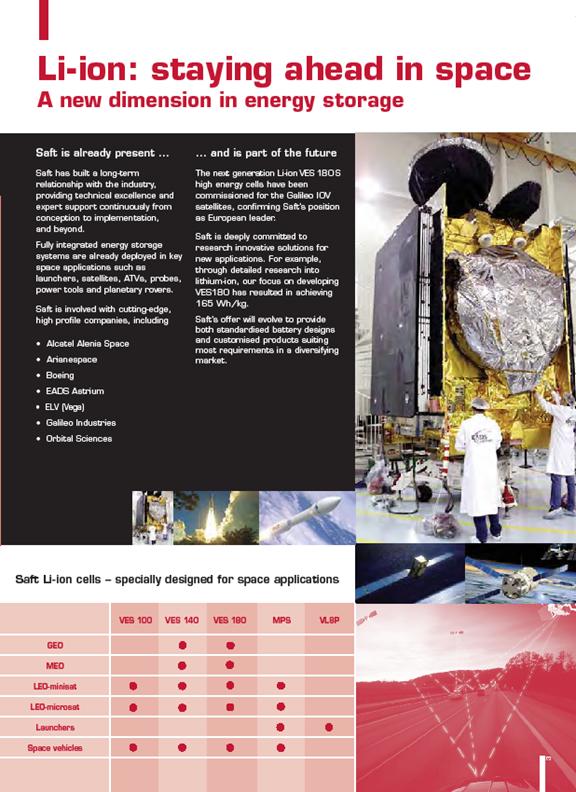 Li-ion: staying ahead in space
A new dimension in energy storage
Saft is already present ...
Saft has built a long-term
relationship with the industry,
providing technical excellence and
expert support continuously from
conception to implementation,
and beyond.
Fully integrated energy storage
systems are already deployed in key
space applications such as
launchers, satellites, ATVs, probes,
power tools and planetary rovers.
Saft is involved with cutting-edge,
high profile companies, including
• Alcatel Alenia Space
• Arianespace
• Boeing
• EADS Astrium
• ELV (Vega)
• Galileo Industries
• Orbital Sciences
... and is part of the future
The next generation Li-ion VES 180S
high energy cells have been
commissioned for the Galileo IOV
satellites, confirming Saft's position
as European leader.
Saft is deeply committed to
research innovative solutions for
new applications. For example,
through detailed research into
lithium-ion, our focus on developing
VES180 has resulted in achieving
165 Wh/kg.
Saft's offer will evolve to provide
both standardised battery designs
and customised products suiting
most requirements in a diversifying
market.
EADS
Saft Li-ion cells – specially designed for space applications
VES 100 VES 140 VES 180 MPS VL8P
GEO
MEO
LEO-minisat
LEO-microsat
Launchers
Space vehicles
3